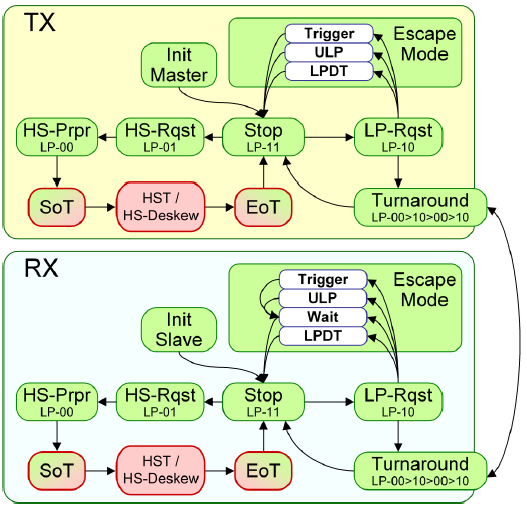 TX
Init
Master
Trigger
ULP
LPDT
Escape
Mode
HS-Prpr
LP-00
HS-Rqst
LP-01
Stop
LP-11
LP-Rqst
LP-10
SoT
HST /
HS-Deskew
EoT
Turnaround
LP-00>10>00>10
RX
Init
Slave
Trigger
ULP
Wait
LPDT
Escape
Mode
HS-Prpr
LP-00
HS-Rqst
LP-01
Stop
LP-11
LP-Rqst
LP-10
SoT
HST /
HS-Deskew
EoT
Turnaround
LP-00>10>00>10